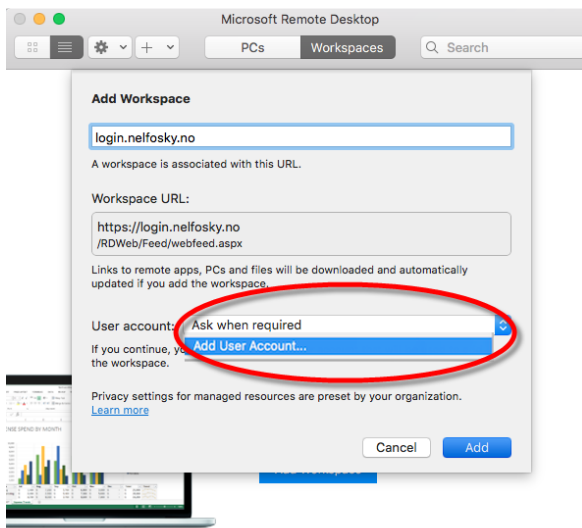 Microsoft Remote Desktop
PCs Workspaces Search
Add Workspace
login.nelfosky.no
A workspace is associated with this URL.
Workspace URL:
https://login.nelfosky.no
/RDWeb/Feed/webfeed.aspx
Links to remote apps, PCs and files will be downloaded and automatically
updated if you add the workspace.
User account: Ask when required
Add User Account...
If you continue,
the workspace.
Privacy settings for managed resources are preset by your organization.
Learn more
Cancel Add